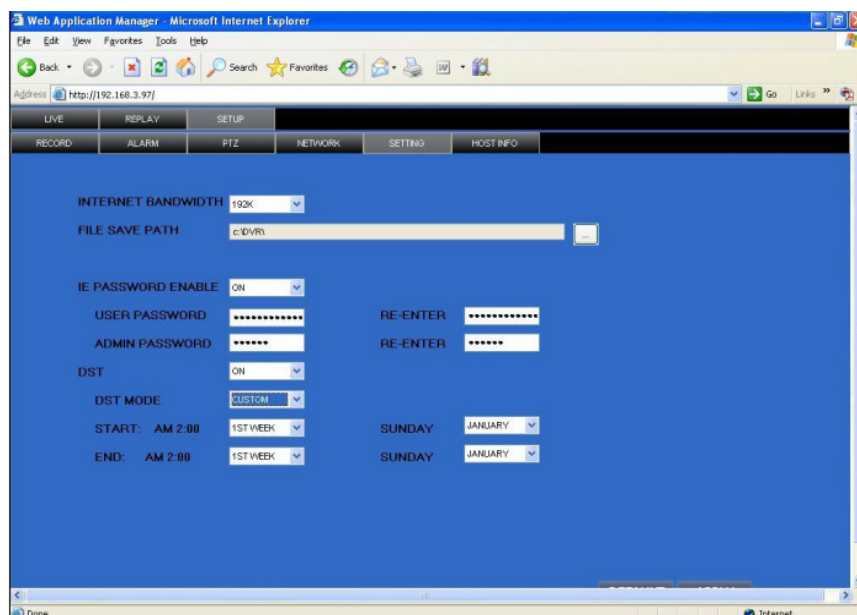 Web Application Manager - Microsoft Internet Explorer
File Edit View Favorites Tools Help
Back Search Favorites
Address http://192.168.3.97/ Go Links »
LIVE REPLAY SETUP
RECORD ALARM PTZ NETWORK SETTING HOST INFO
INTERNET BANDWIDTH 192K
FILE SAVE PATH c:\DVR\ ...
IE PASSWORD ENABLE ON
USER PASSWORD •••••••••••• RE-ENTER ••••••••••••
ADMIN PASSWORD •••••• RE-ENTER ••••••
DST ON
DST MODE CUSTOM
START: AM 2:00 1ST WEEK SUNDAY JANUARY
END: AM 2:00 1ST WEEK SUNDAY JANUARY
Done Internet